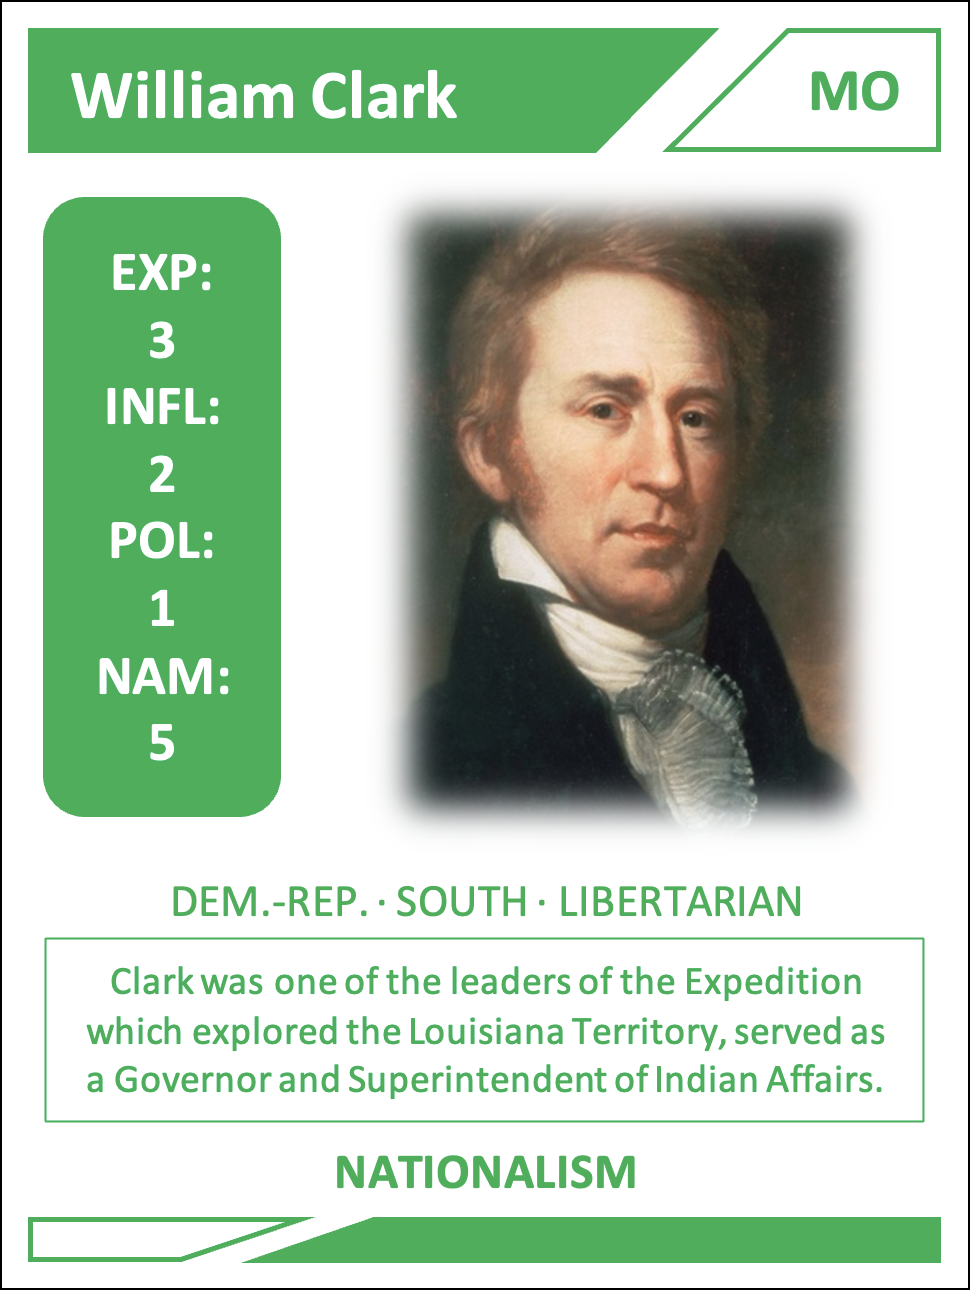 William Clark
MO
EXP:
3
INFL:
2
POL:
1
NAM:
5
DEM.-REP. · SOUTH · LIBERTARIAN
Clark was one of the leaders of the Expedition
which explored the Louisiana Territory, served as
a Governor and Superintendent of Indian Affairs.
NATIONALISM